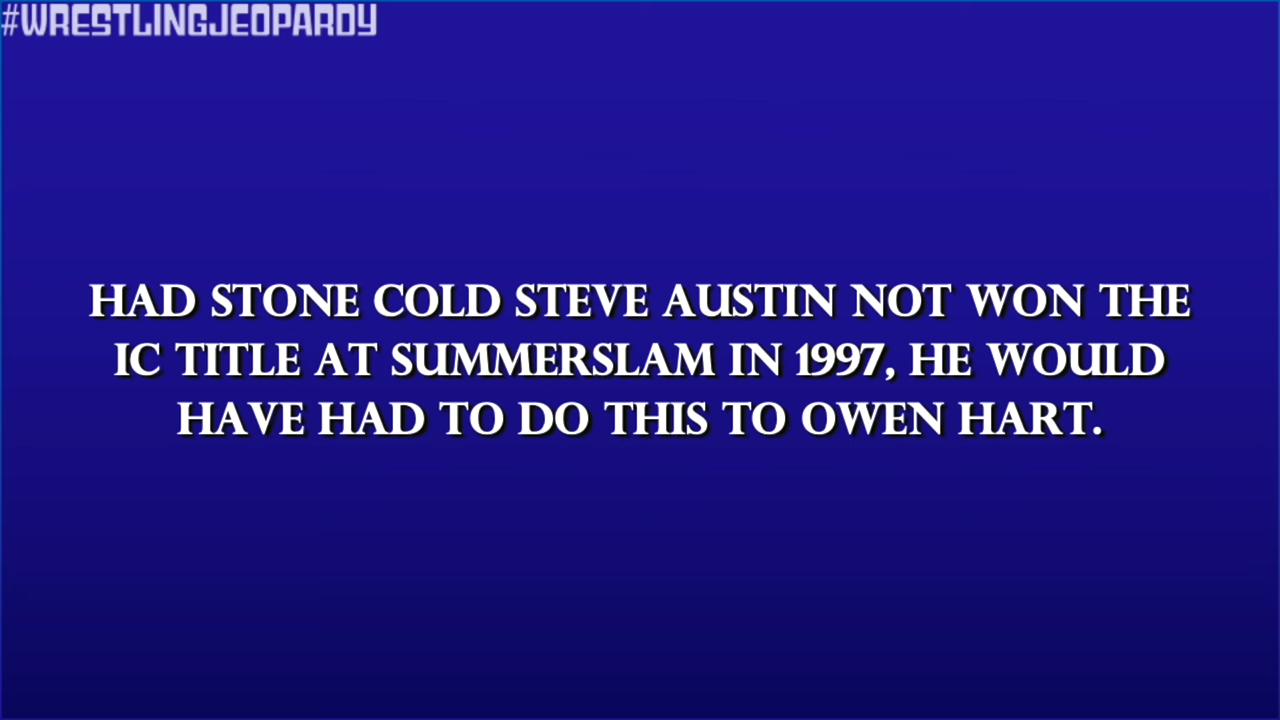 #WRESTLINGJEOPARDY
HAD STONE COLD STEVE AUSTIN NOT WON THE
IC TITLE AT SUMMERSLAM IN 1997, HE WOULD
HAVE HAD TO DO THIS TO OWEN HART.